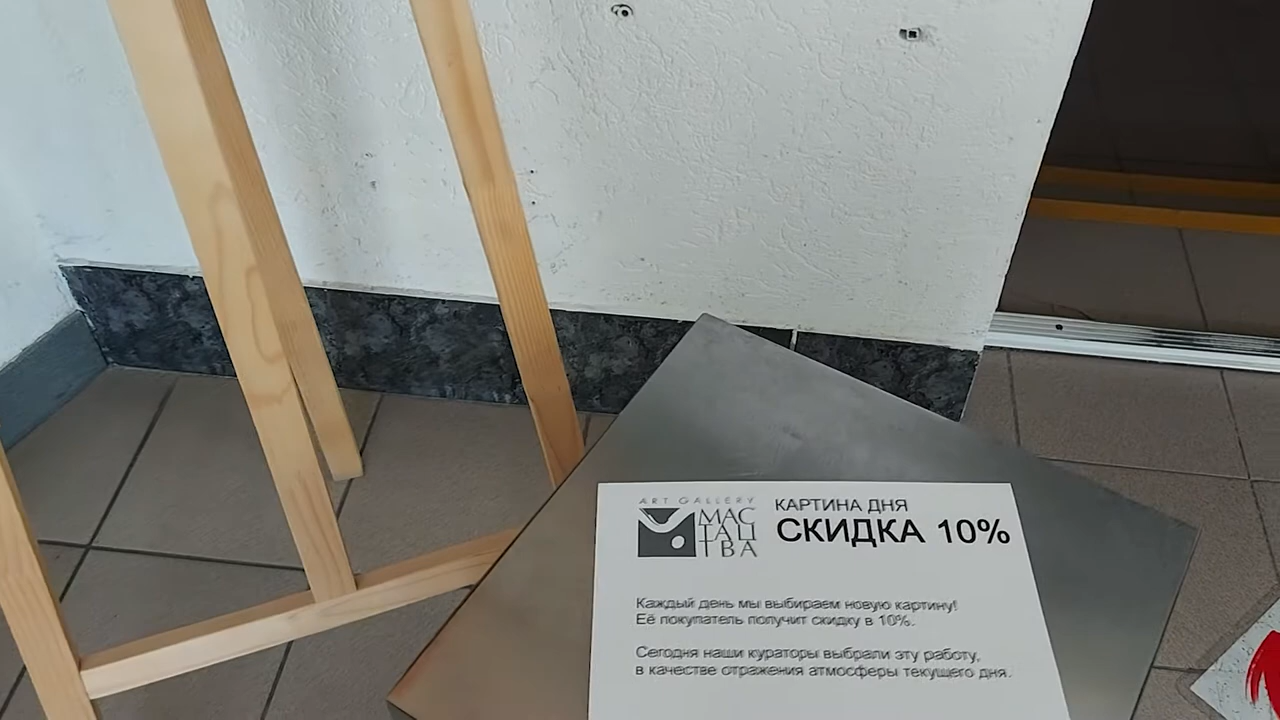 ART GALLERY
МАС
ТАЦ
ТВА
КАРТИНА ДНЯ
СКИДКА 10%
Каждый день мы выбираем новую картину!
Её покупатель получит скидку в 10%.
Сегодня наши кураторы выбрали эту работу,
в качестве отражения атмосферы текущего дня.